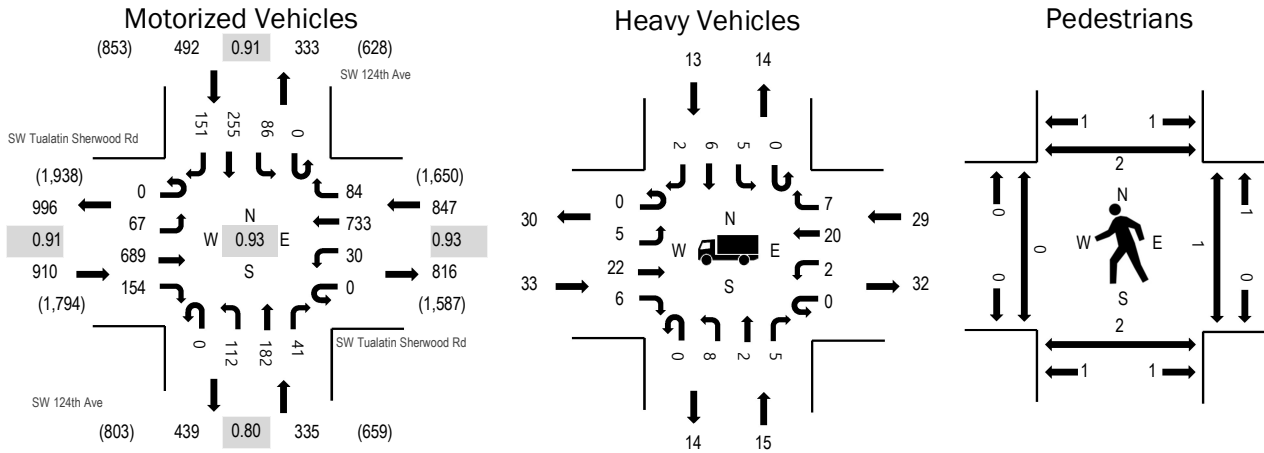 Motorized Vehicles
Heavy Vehicles
Pedestrians
(853) 492 0.91 333 (628)
SW 124th Ave
SW Tualatin Sherwood Rd
151 255 86 0
(1,938)
996
0.91
910
(1,794)
0
67
689
154
N
W 0.93 E
S
84
733
30
0
(1,650)
847
0.93
816
(1,587)
0 112 182 41
SW Tualatin Sherwood Rd
SW 124th Ave
(803) 439 0.80 335 (659)
13 14
2 6 5 0
30
33
0
5
22
6
N
W E
S
7
20
2
0
29
32
0 8 2 5
14 15
1 1
2
0
0
0
N
W E
S
1
1
0
2
1 1